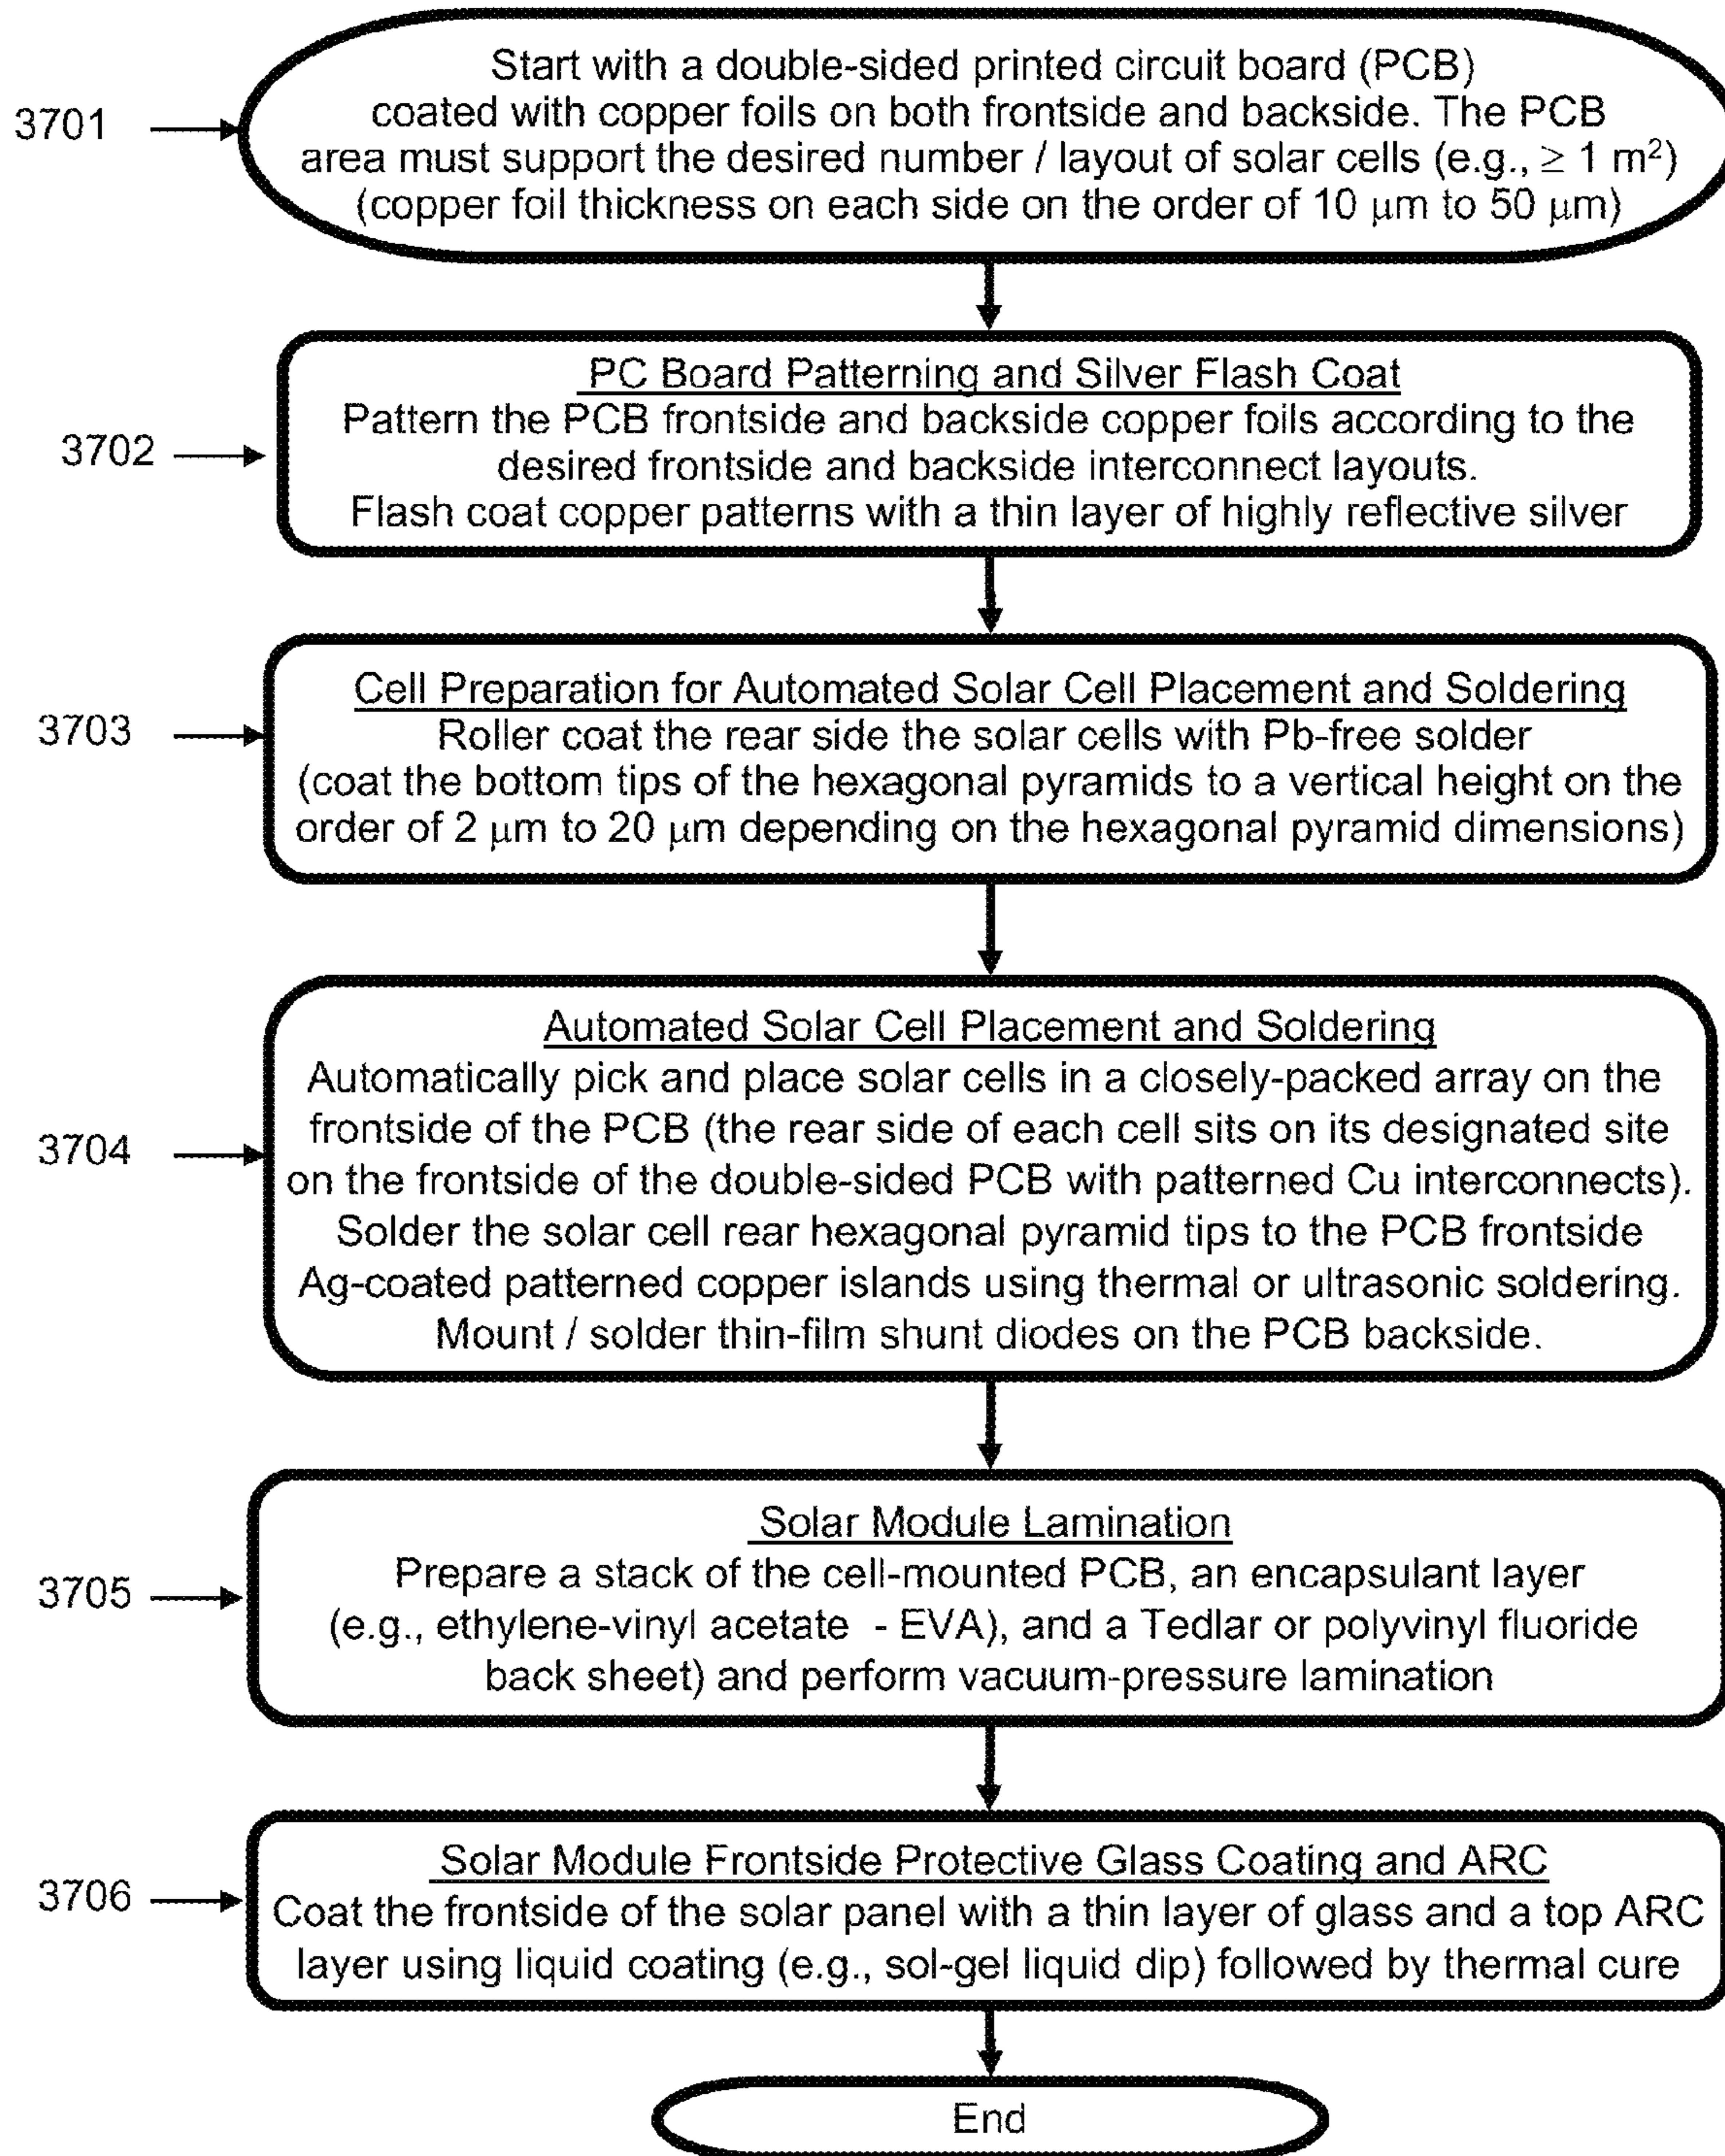 3701
Start with a double-sided printed circuit board (PCB)
coated with copper foils on both frontside and backside. The PCB
area must support the desired number / layout of solar cells (e.g., ≥ 1 m²)
(copper foil thickness on each side on the order of 10 μm to 50 μm)
3702
PC Board Patterning and Silver Flash Coat
Pattern the PCB frontside and backside copper foils according to the
desired frontside and backside interconnect layouts.
Flash coat copper patterns with a thin layer of highly reflective silver
3703
Cell Preparation for Automated Solar Cell Placement and Soldering
Roller coat the rear side the solar cells with Pb-free solder
(coat the bottom tips of the hexagonal pyramids to a vertical height on the
order of 2 μm to 20 μm depending on the hexagonal pyramid dimensions)
3704
Automated Solar Cell Placement and Soldering
Automatically pick and place solar cells in a closely-packed array on the
frontside of the PCB (the rear side of each cell sits on its designated site
on the frontside of the double-sided PCB with patterned Cu interconnects).
Solder the solar cell rear hexagonal pyramid tips to the PCB frontside
Ag-coated patterned copper islands using thermal or ultrasonic soldering.
Mount / solder thin-film shunt diodes on the PCB backside.
3705
Solar Module Lamination
Prepare a stack of the cell-mounted PCB, an encapsulant layer
(e.g., ethylene-vinyl acetate - EVA), and a Tedlar or polyvinyl fluoride
back sheet) and perform vacuum-pressure lamination
3706
Solar Module Frontside Protective Glass Coating and ARC
Coat the frontside of the solar panel with a thin layer of glass and a top ARC
layer using liquid coating (e.g., sol-gel liquid dip) followed by thermal cure
End